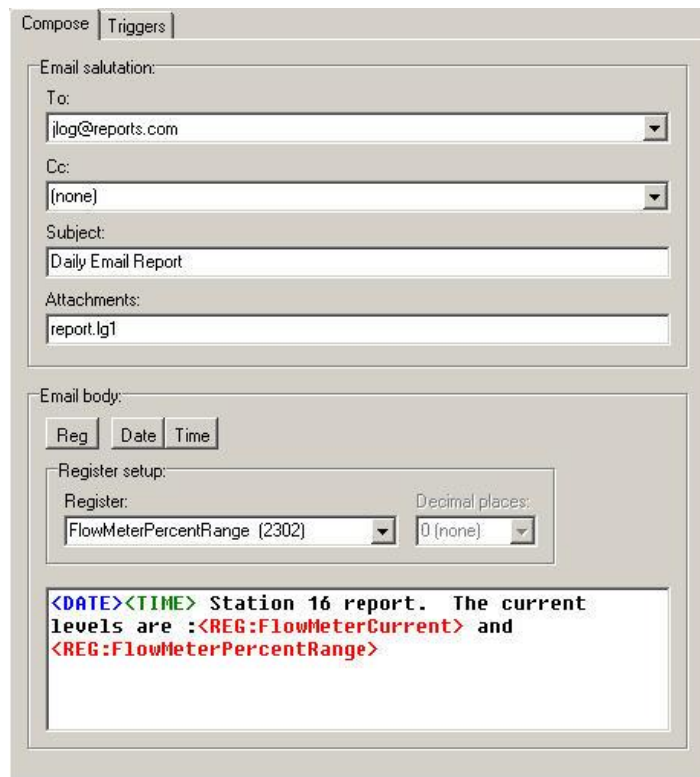 Compose Triggers
Email salutation:
To:
jlog@reports.com
Cc:
(none)
Subject:
Daily Email Report
Attachments:
report.lg1
Email body:
Reg Date Time
Register setup:
Register: Decimal places:
FlowMeterPercentRange (2302) 0 (none)
<DATE><TIME> Station 16 report.  The current
levels are :<REG:FlowMeterCurrent> and
<REG:FlowMeterPercentRange>